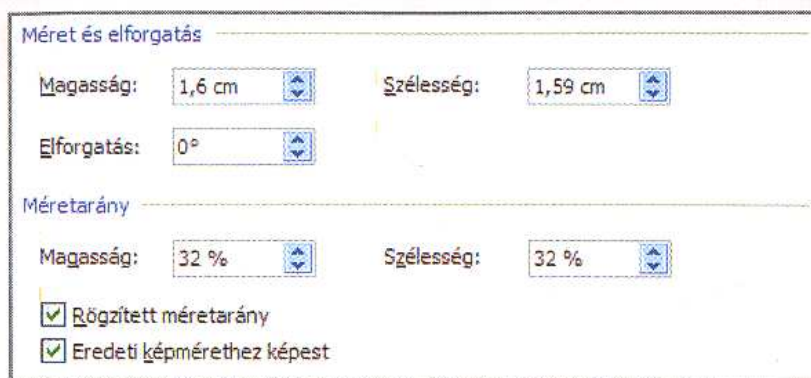 Méret és elforgatás
Magasság: 1,6 cm Szélesség: 1,59 cm
Elforgatás: 0°
Méretarány
Magasság: 32 % Szélesség: 32 %
Rögzített méretarány
Eredeti képmérethez képest